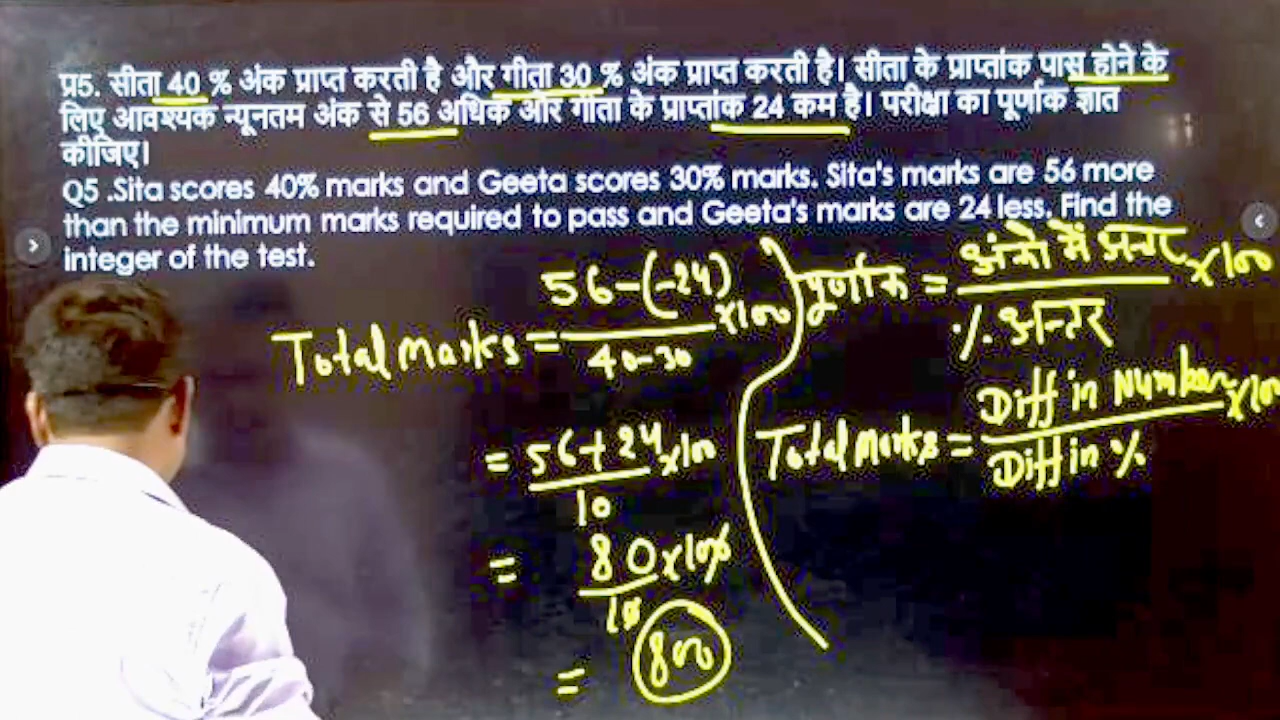 प्र5. सीता 40 % अंक प्राप्त करती है और गीता 30 % अंक प्राप्त करती है। सीता के प्राप्तांक पास होने के
लिए आवश्यक न्यूनतम अंक से 56 अधिक और गीता के प्राप्तांक 24 कम है। परीक्षा का पूर्णांक ज्ञात
कीजिए।
Q5 .Sita scores 40% marks and Geeta scores 30% marks. Sita's marks are 56 more
than the minimum marks required to pass and Geeta's marks are 24 less. Find the
integer of the test.
Total marks = 56-(-24) / 40-30 ×100
= 56+24 / 10 ×100
= 80 / 10 ×100
= 800
पूर्णांक = अंको में अन्तर / % अन्तर ×100
Total marks = Diff in Number / Diff in % ×100